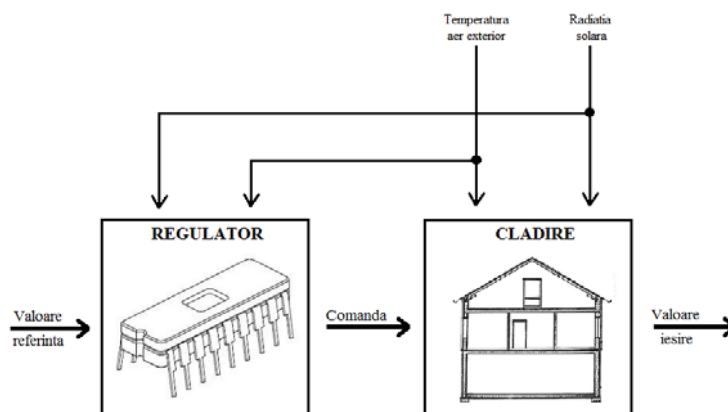 Temperatura
aer exterior
Radiatia
solara
REGULATOR
CLADIRE
Valoare
referinta
Comanda
Valoare
iesire